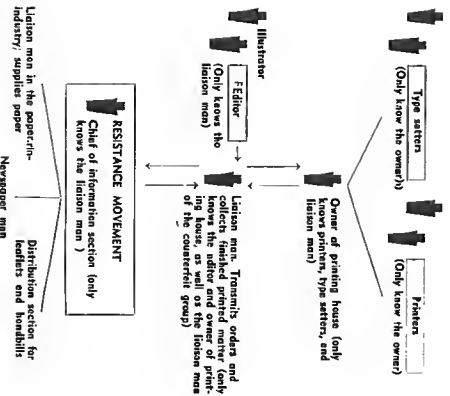 Type setters
(Only know the owner)s
Printers
(Only know the owner)
Owner of printing house (only
knows printers, type setters, and
liaison man)
Illustrator
Editor
(Only knows the
liaison man)
Liaison man. Transmits orders and
collects finished printed matter (only
knows the editor and owner of print-
ing house, as well as the liaison man
of the counterfeit group)
RESISTANCE MOVEMENT
Chief of information section (only
knows the liaison man )
Liaison man in the paper
industry; supplies paper
Newspaper man
Distribution section for
leaflets and handbills